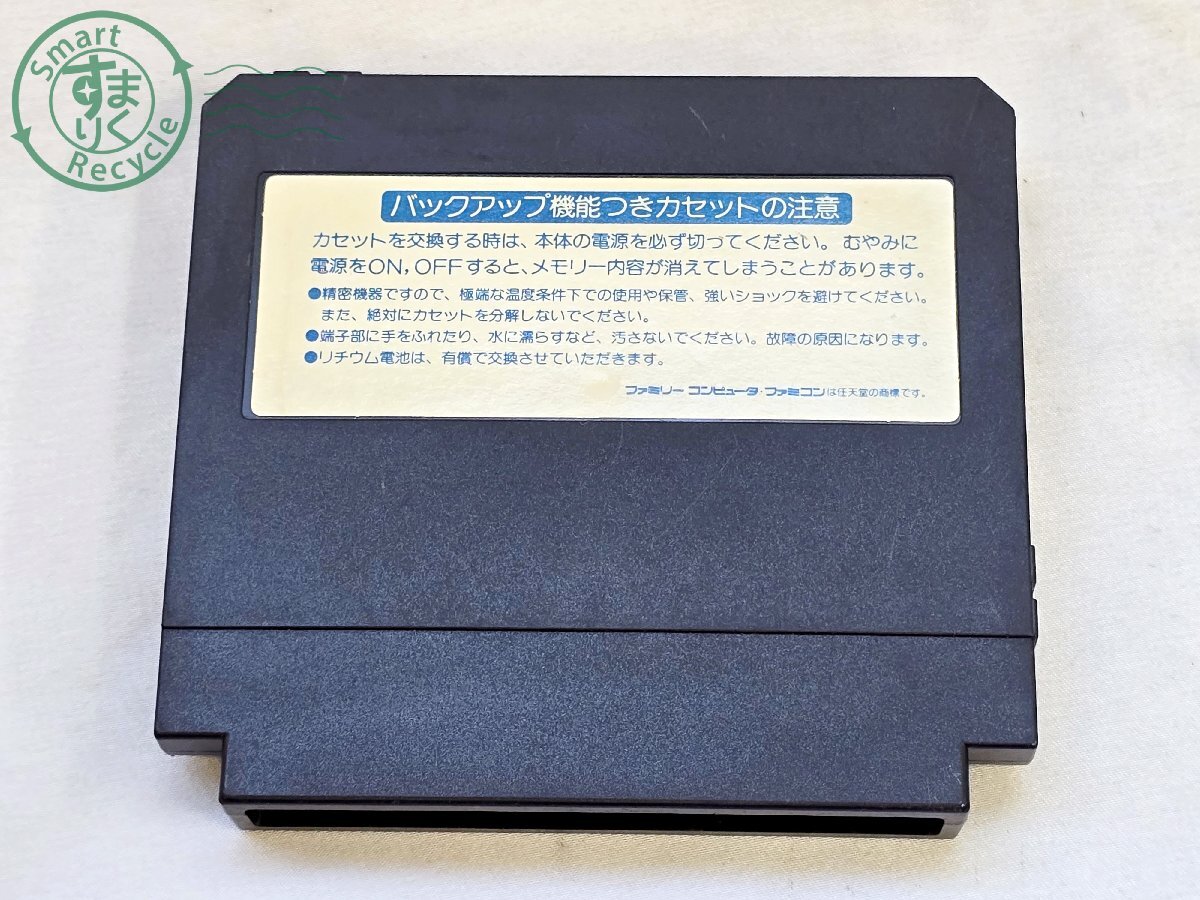 Smart
すまりく
Recycle
バックアップ機能つきカセットの注意
カセットを交換する時は、本体の電源を必ず切ってください。むやみに
電源をON，OFFすると、メモリー内容が消えてしまうことがあります。
●精密機器ですので、極端な温度条件下での使用や保管、強いショックを避けてください。
また、絶対にカセットを分解しないでください。
●端子部に手をふれたり、水に濡らすなど、汚さないでください。故障の原因になります。
●リチウム電池は、有償で交換させていただきます。
ファミリーコンピュータ・ファミコンは任天堂の商標です。